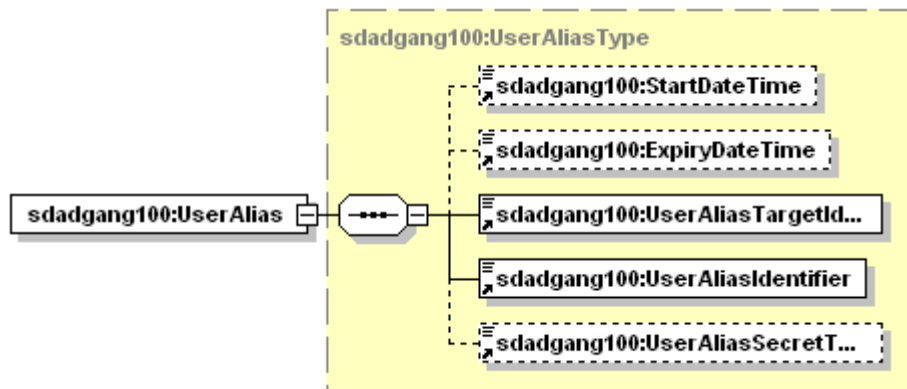 sdadgang100:UserAliasType
sdadgang100:StartDateTime
sdadgang100:ExpiryDateTime
sdadgang100:UserAlias
sdadgang100:UserAliasTargetId...
sdadgang100:UserAliasIdentifier
sdadgang100:UserAliasSecretT...